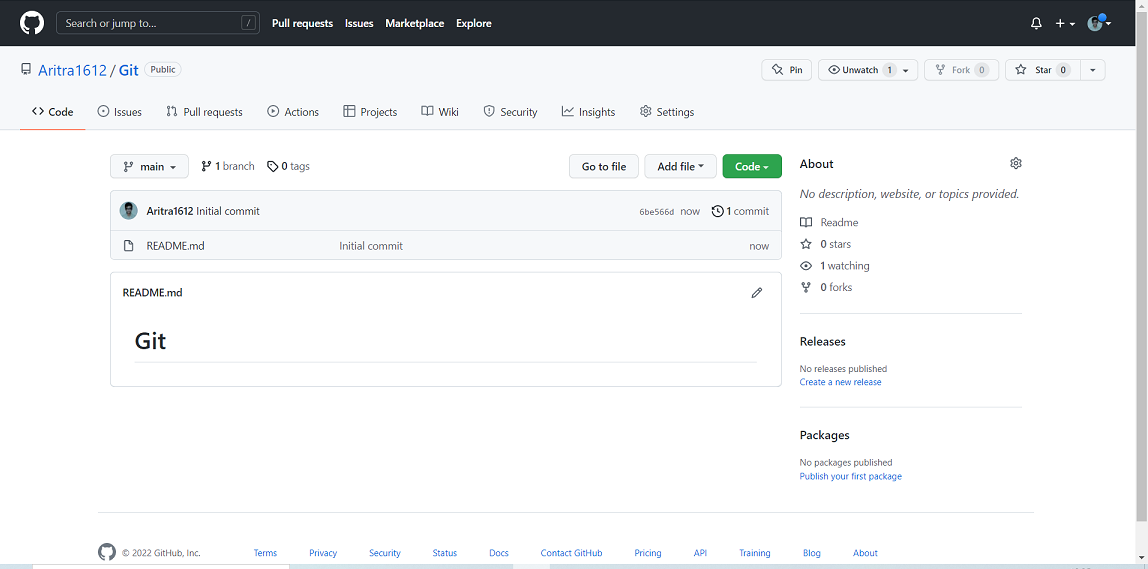 Search or jump to... / Pull requests Issues Marketplace Explore
Aritra1612 / Git Public Pin Unwatch 1 Fork 0 Star 0
Code Issues Pull requests Actions Projects Wiki Security Insights Settings
main 1 branch 0 tags Go to file Add file Code
Aritra1612 Initial commit 6be566d now 1 commit
README.md Initial commit now
README.md
Git
About
No description, website, or topics provided.
Readme
0 stars
1 watching
0 forks
Releases
No releases published
Create a new release
Packages
No packages published
Publish your first package
© 2022 GitHub, Inc. Terms Privacy Security Status Docs Contact GitHub Pricing API Training Blog About